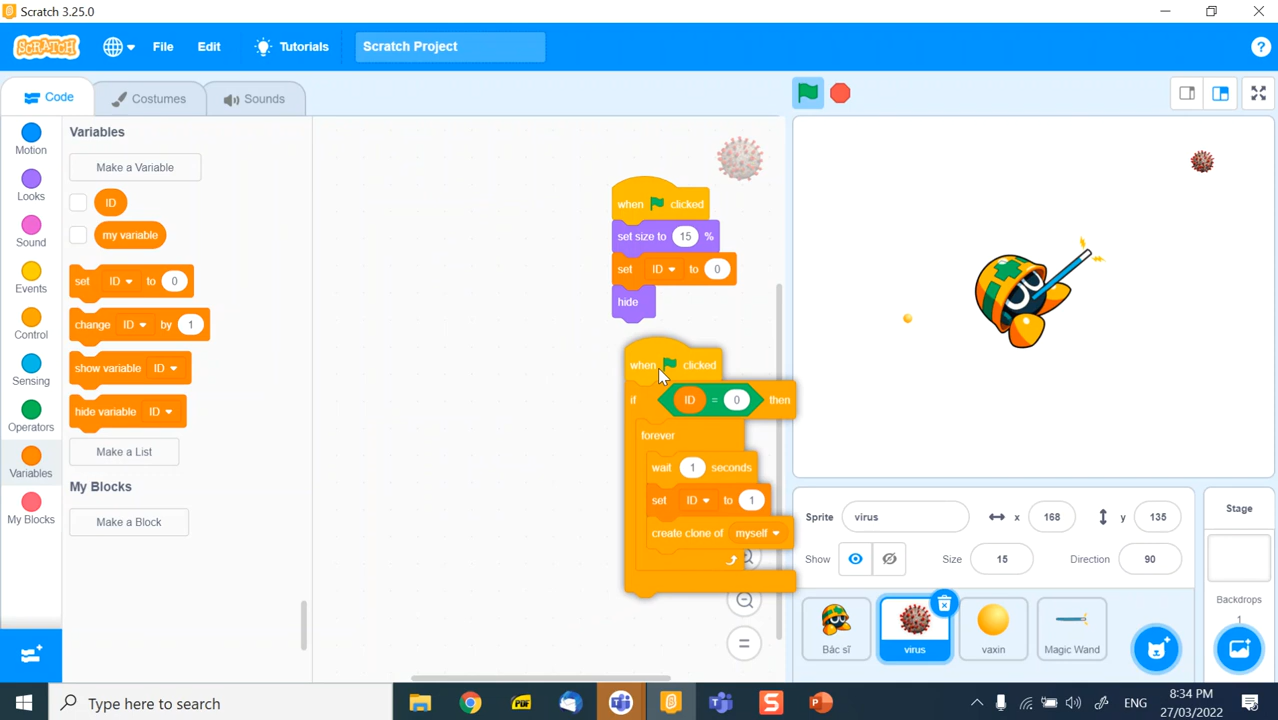 Scratch 3.25.0
SCRATCH File Edit Tutorials Scratch Project ?
Code Costumes Sounds
Motion
Looks
Sound
Events
Control
Sensing
Operators
Variables
My Blocks
Variables
Make a Variable
ID
my variable
set ID to 0
change ID by 1
show variable ID
hide variable ID
Make a List
My Blocks
Make a Block
when clicked
set size to 15 %
set ID to 0
hide
when clicked
if ID = 0 then
forever
wait 1 seconds
set ID to 1
create clone of myself
Sprite virus x 168 y 135
Show Size 15 Direction 90
Bác sĩ virus vaxin Magic Wand
Stage
Backdrops
1
Type here to search
PDF
S
P
ENG
8:34 PM
27/03/2022